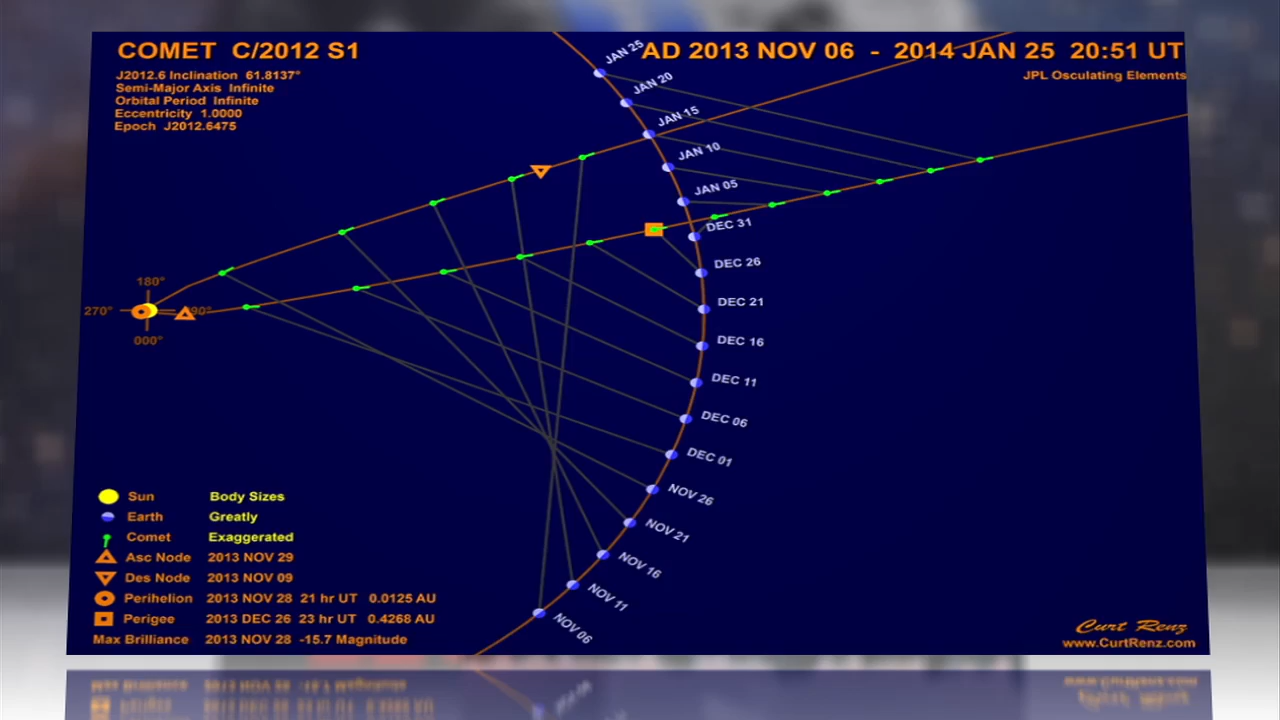 COMET C/2012 S1
AD 2013 NOV 06 - 2014 JAN 25 20:51 UT
JPL Osculating Elements
J2012.6 Inclination 61.8137°
Semi-Major Axis Infinite
Orbital Period Infinite
Eccentricity 1.0000
Epoch J2012.6475
JAN 25
JAN 20
JAN 15
JAN 10
JAN 05
DEC 31
DEC 26
DEC 21
DEC 16
DEC 11
DEC 06
DEC 01
NOV 26
NOV 21
NOV 16
NOV 11
NOV 06
180°
270°
90°
000°
Sun Body Sizes
Earth Greatly
Comet Exaggerated
Asc Node 2013 NOV 29
Des Node 2013 NOV 09
Perihelion 2013 NOV 28 21 hr UT 0.0125 AU
Perigee 2013 DEC 26 23 hr UT 0.4268 AU
Max Brilliance 2013 NOV 28 -15.7 Magnitude
Curt Renz
www.CurtRenz.com